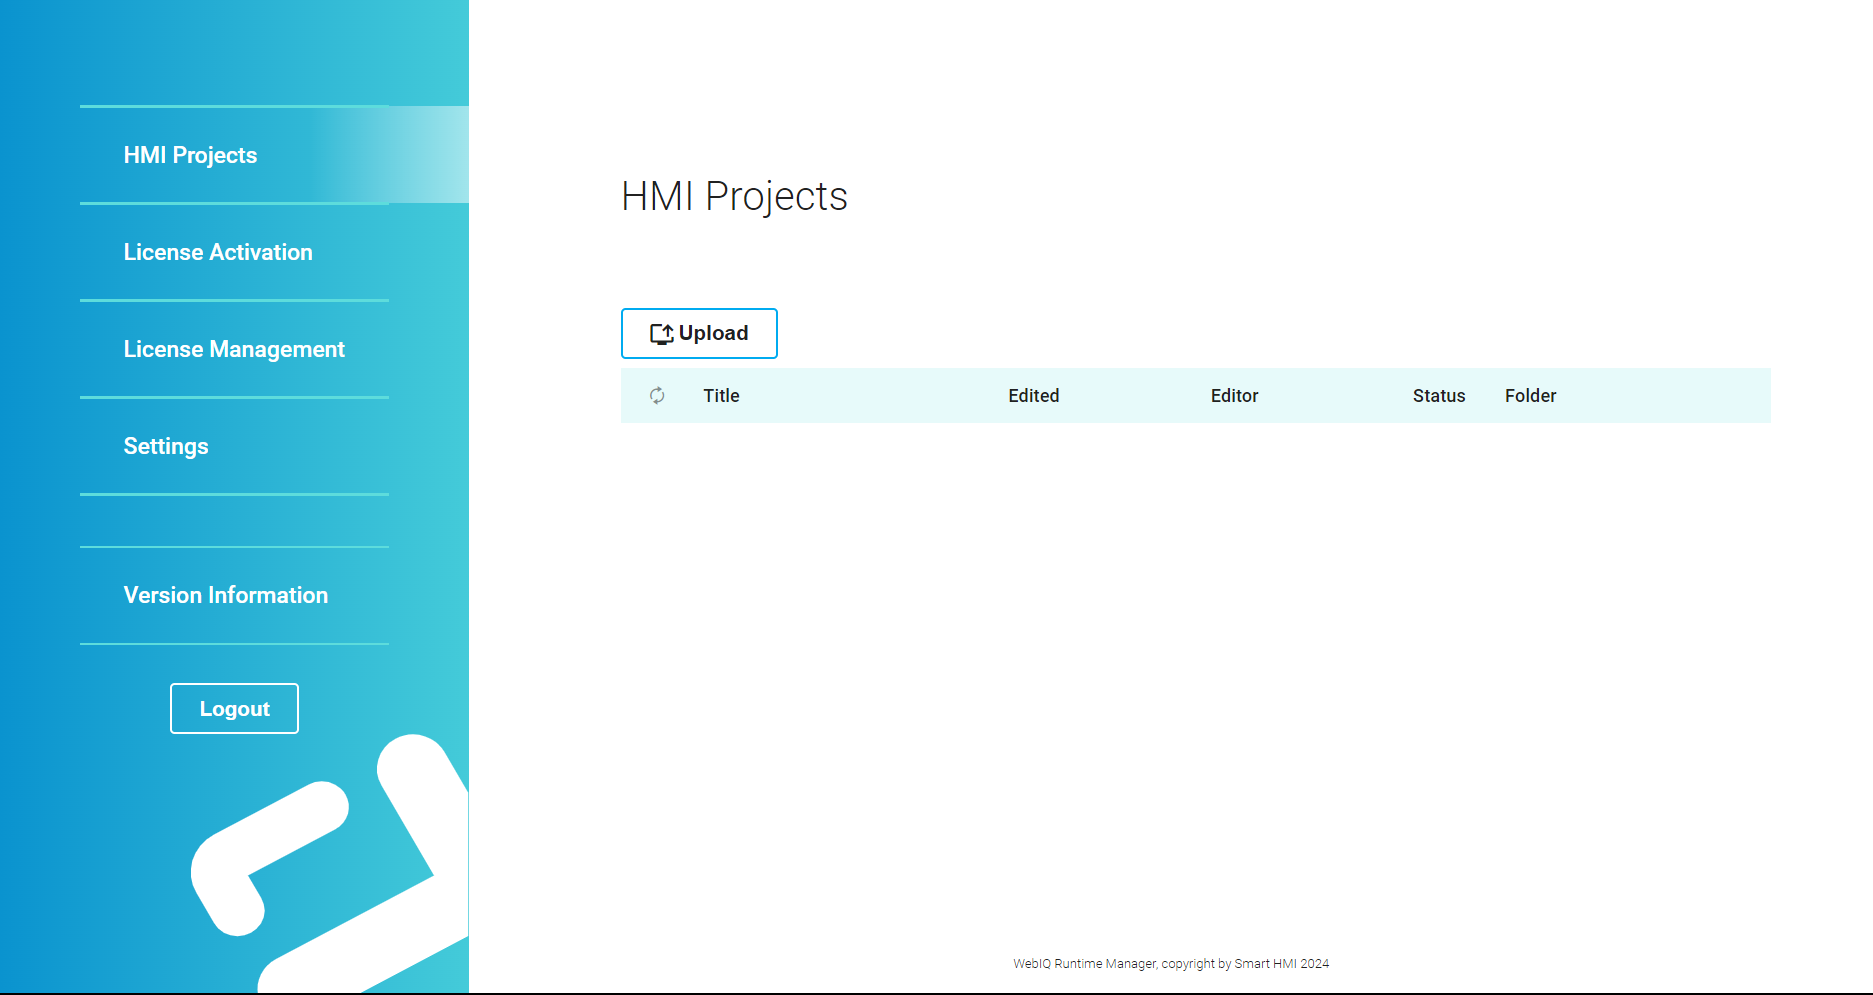 HMI Projects
License Activation
License Management
Settings
Version Information
Logout
HMI Projects
Upload
Title Edited Editor Status Folder
WebIQ Runtime Manager, copyright by Smart HMI 2024